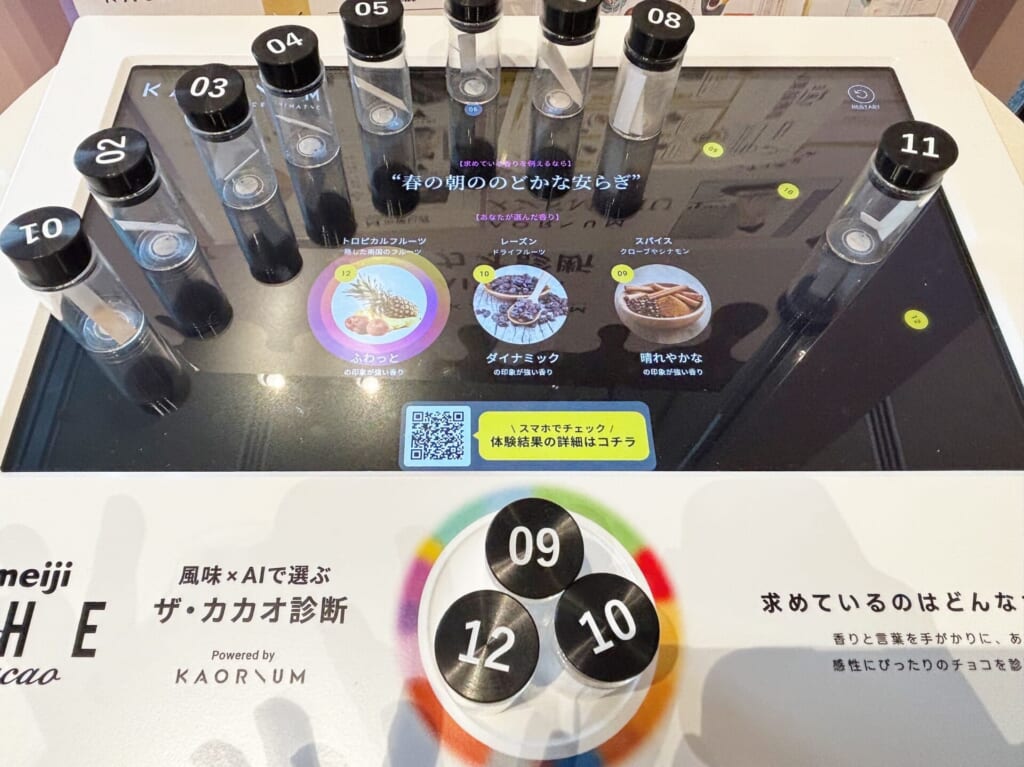 05
08
04
03
02
01
11
RESTART
06
09
10
12
【求めている香りを例えるなら】
“春の朝ののどかな安らぎ”
【あなたが選んだ香り】
トロピカルフルーツ
熟した南国のフルーツ
12
ふわっと
の印象が強い香り
レーズン
ドライフルーツ
10
ダイナミック
の印象が強い香り
スパイス
クローブやシナモン
09
晴れやかな
の印象が強い香り
\ スマホでチェック /
体験結果の詳細はコチラ
09
12
10
meiji
THE
cacao
風味×AIで選ぶ
ザ・カカオ診断
Powered by
KAORIUM
求めているのはどんな
香りと言葉を手がかりに、あ
感性にぴったりのチョコを診